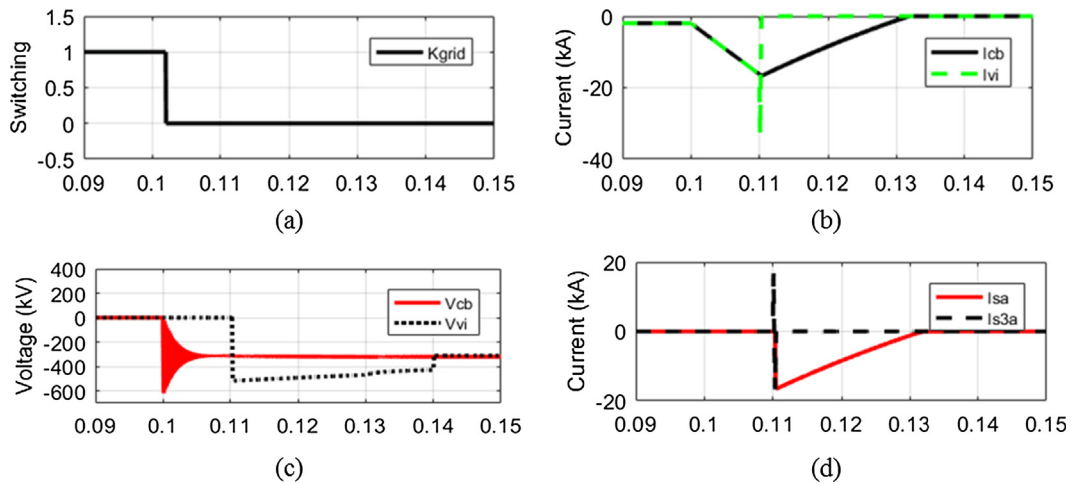 Switching
1.5
1
0.5
0
-0.5
Kgrid
0.09 0.1 0.11 0.12 0.13 0.14 0.15
(a)
Current (kA)
0
-20
-40
Icb
Ivi
0.09 0.1 0.11 0.12 0.13 0.14 0.15
(b)
Voltage (kV)
400
200
0
-200
-400
-600
Vcb
Vvi
0.09 0.1 0.11 0.12 0.13 0.14 0.15
(c)
Current (kA)
20
0
-20
Isa
Is3a
0.09 0.1 0.11 0.12 0.13 0.14 0.15
(d)